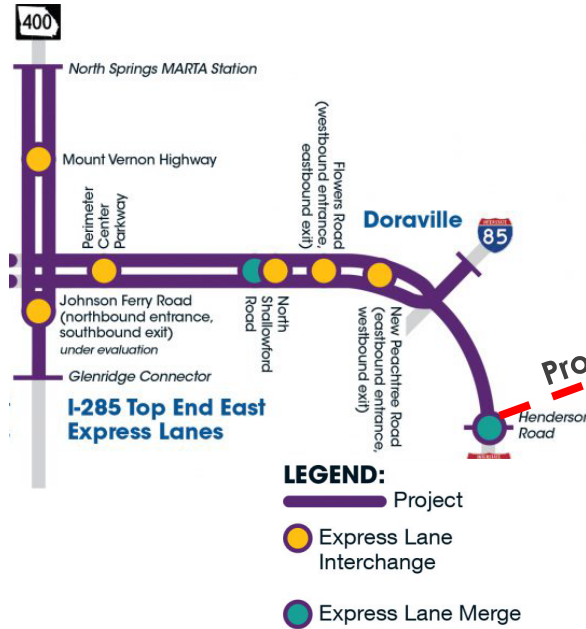 400
North Springs MARTA Station
Mount Vernon Highway
Perimeter
Center
Parkway
Flowers Road
(westbound entrance,
eastbound exit)
Doraville
85
Johnson Ferry Road
(northbound entrance,
southbound exit)
under evaluation
North
Shallowford
Road
New Peachtree Road
(eastbound entrance,
westbound exit)
Glenridge Connector
Pro
I-285 Top End East
Express Lanes
Henderson
Road
LEGEND:
Project
Express Lane
Interchange
Express Lane Merge